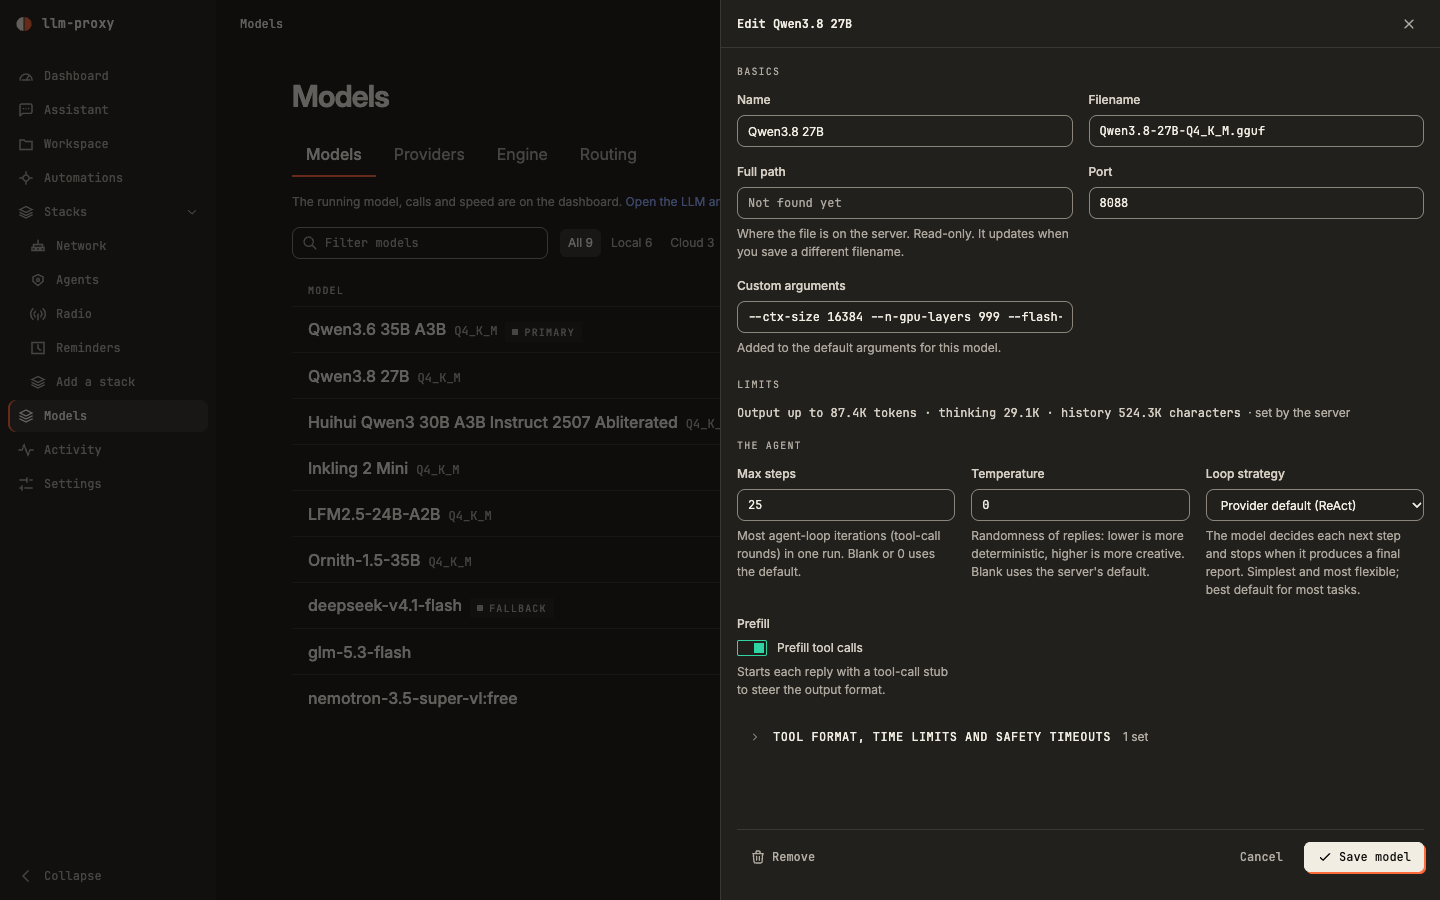 llm-proxy
Dashboard
Assistant
Workspace
Automations
Stacks
Network
Agents
Radio
Reminders
Add a stack
Models
Activity
Settings
Collapse
Models
Models
Models Providers Engine Routing
The running model, calls and speed are on the dashboard. Open the LLM
Filter models
All 9 Local 6 Cloud 3
MODEL
Qwen3.6 35B A3B Q4_K_M PRIMARY
Qwen3.8 27B Q4_K_M
Huihui Qwen3 30B A3B Instruct 2507 Abliterated Q4_K_
Inkling 2 Mini Q4_K_M
LFM2.5-24B-A2B Q4_K_M
Ornith-1.5-35B Q4_K_M
deepseek-v4.1-flash FALLBACK
glm-5.3-flash
nemotron-3.5-super-vl:free
Edit Qwen3.8 27B
BASICS
Name
Qwen3.8 27B
Filename
Qwen3.8-27B-Q4_K_M.gguf
Full path
Not found yet
Where the file is on the server. Read-only. It updates when
you save a different filename.
Port
8088
Custom arguments
--ctx-size 16384 --n-gpu-layers 999 --flash-
Added to the default arguments for this model.
LIMITS
Output up to 87.4K tokens · thinking 29.1K · history 524.3K characters · set by the server
THE AGENT
Max steps
25
Most agent-loop iterations (tool-call
rounds) in one run. Blank or 0 uses
the default.
Temperature
0
Randomness of replies: lower is more
deterministic, higher is more creative.
Blank uses the server's default.
Loop strategy
Provider default (ReAct)
The model decides each next step
and stops when it produces a final
report. Simplest and most flexible;
best default for most tasks.
Prefill
Prefill tool calls
Starts each reply with a tool-call stub
to steer the output format.
TOOL FORMAT, TIME LIMITS AND SAFETY TIMEOUTS 1 set
Remove
Cancel
Save model